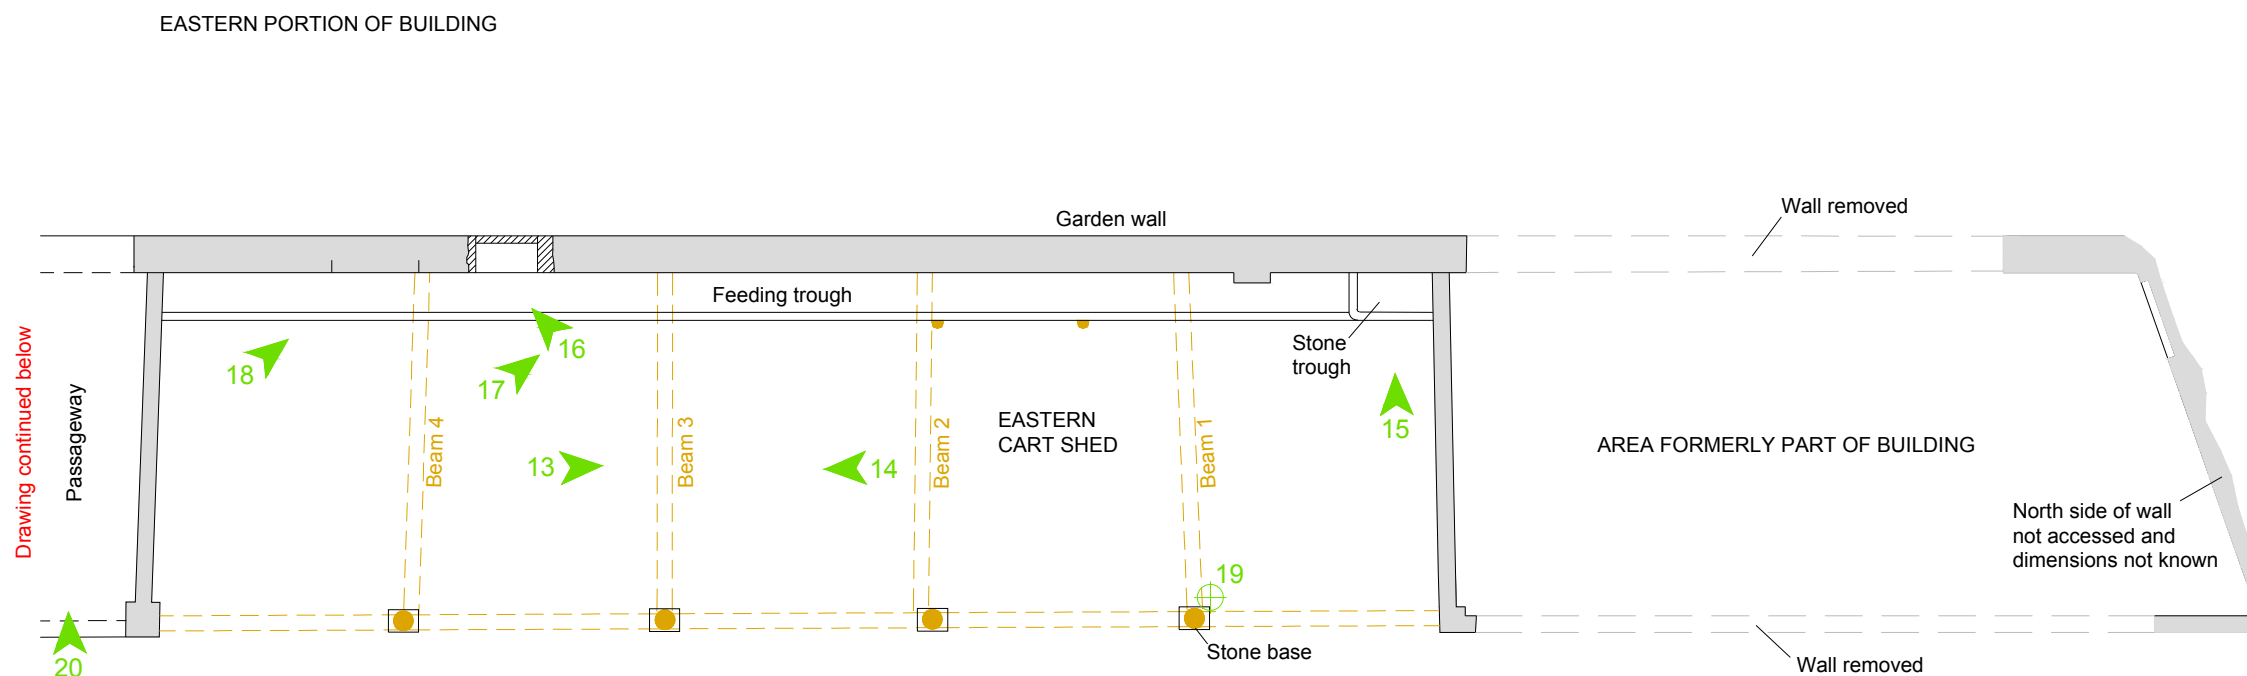 EASTERN PORTION OF BUILDING
Wall removed
Garden wall
Feeding trough
Stone
trough
16
18
17
15
13
14
Beam 4
Beam 3
Beam 2
Beam 1
EASTERN
CART SHED
AREA FORMERLY PART OF BUILDING
Drawing continued below
Passageway
North side of wall
not accessed and
dimensions not known
19
20
Stone base
Wall removed